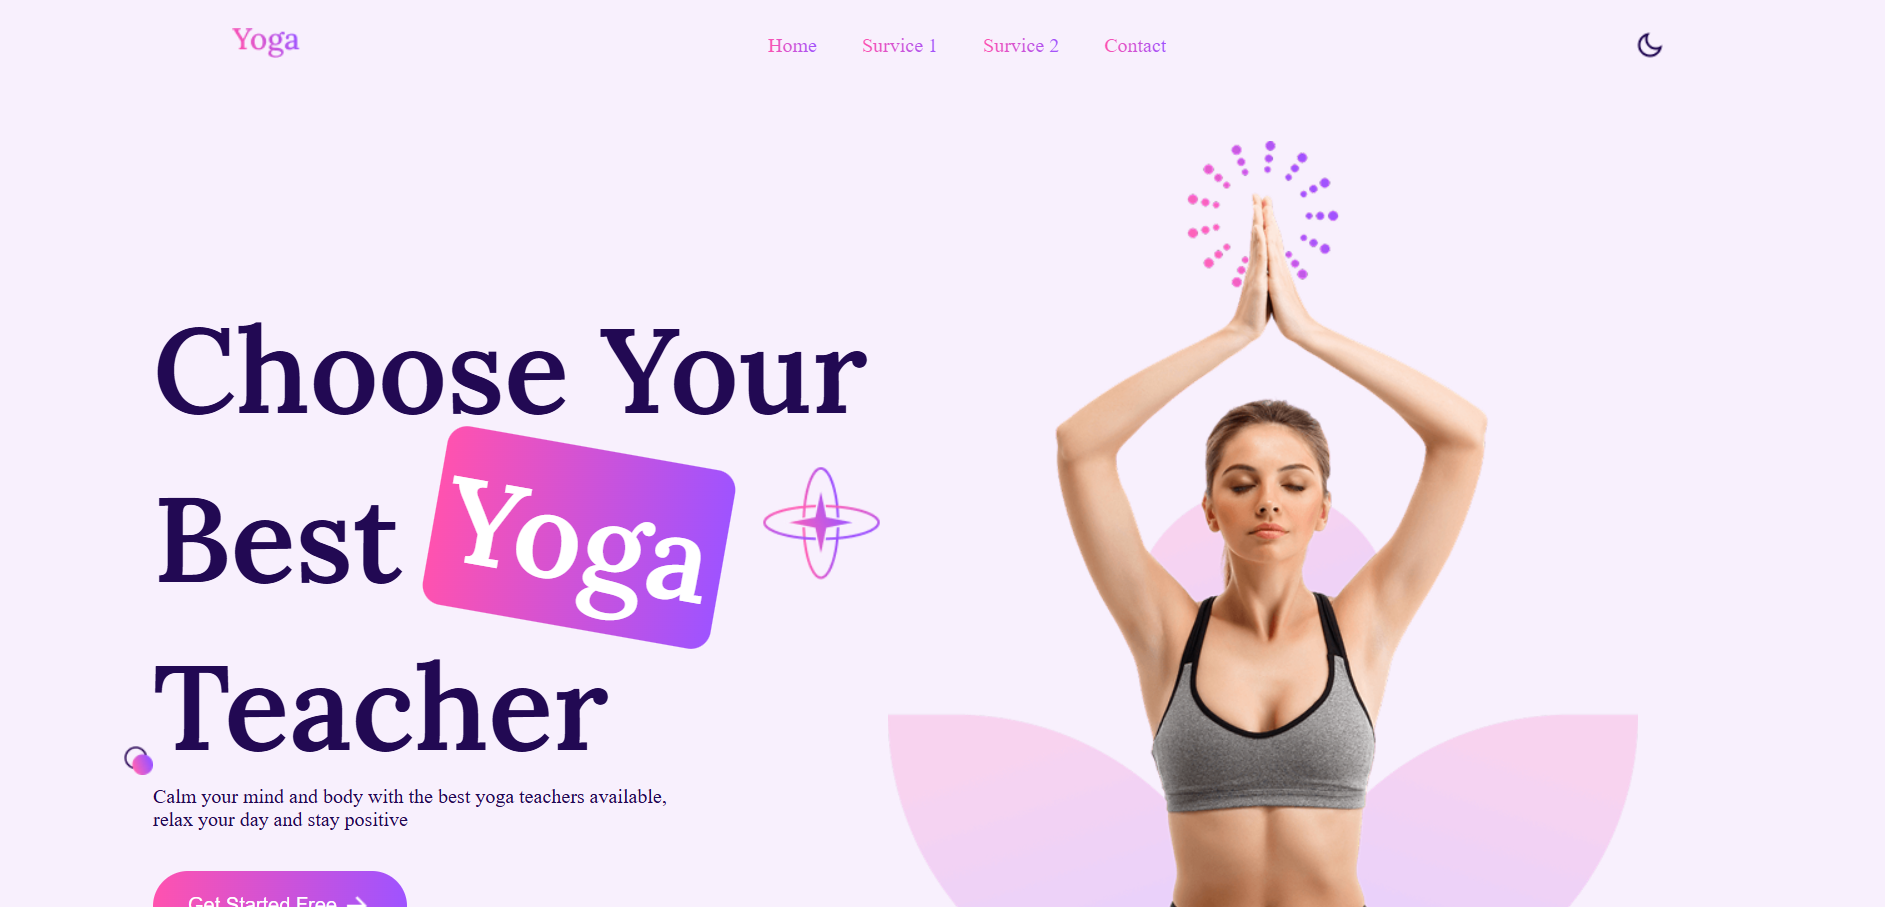 Yoga
Home Survice 1 Survice 2 Contact
Choose Your
Best Yoga
Teacher
Calm your mind and body with the best yoga teachers available,
relax your day and stay positive
Get Started Free